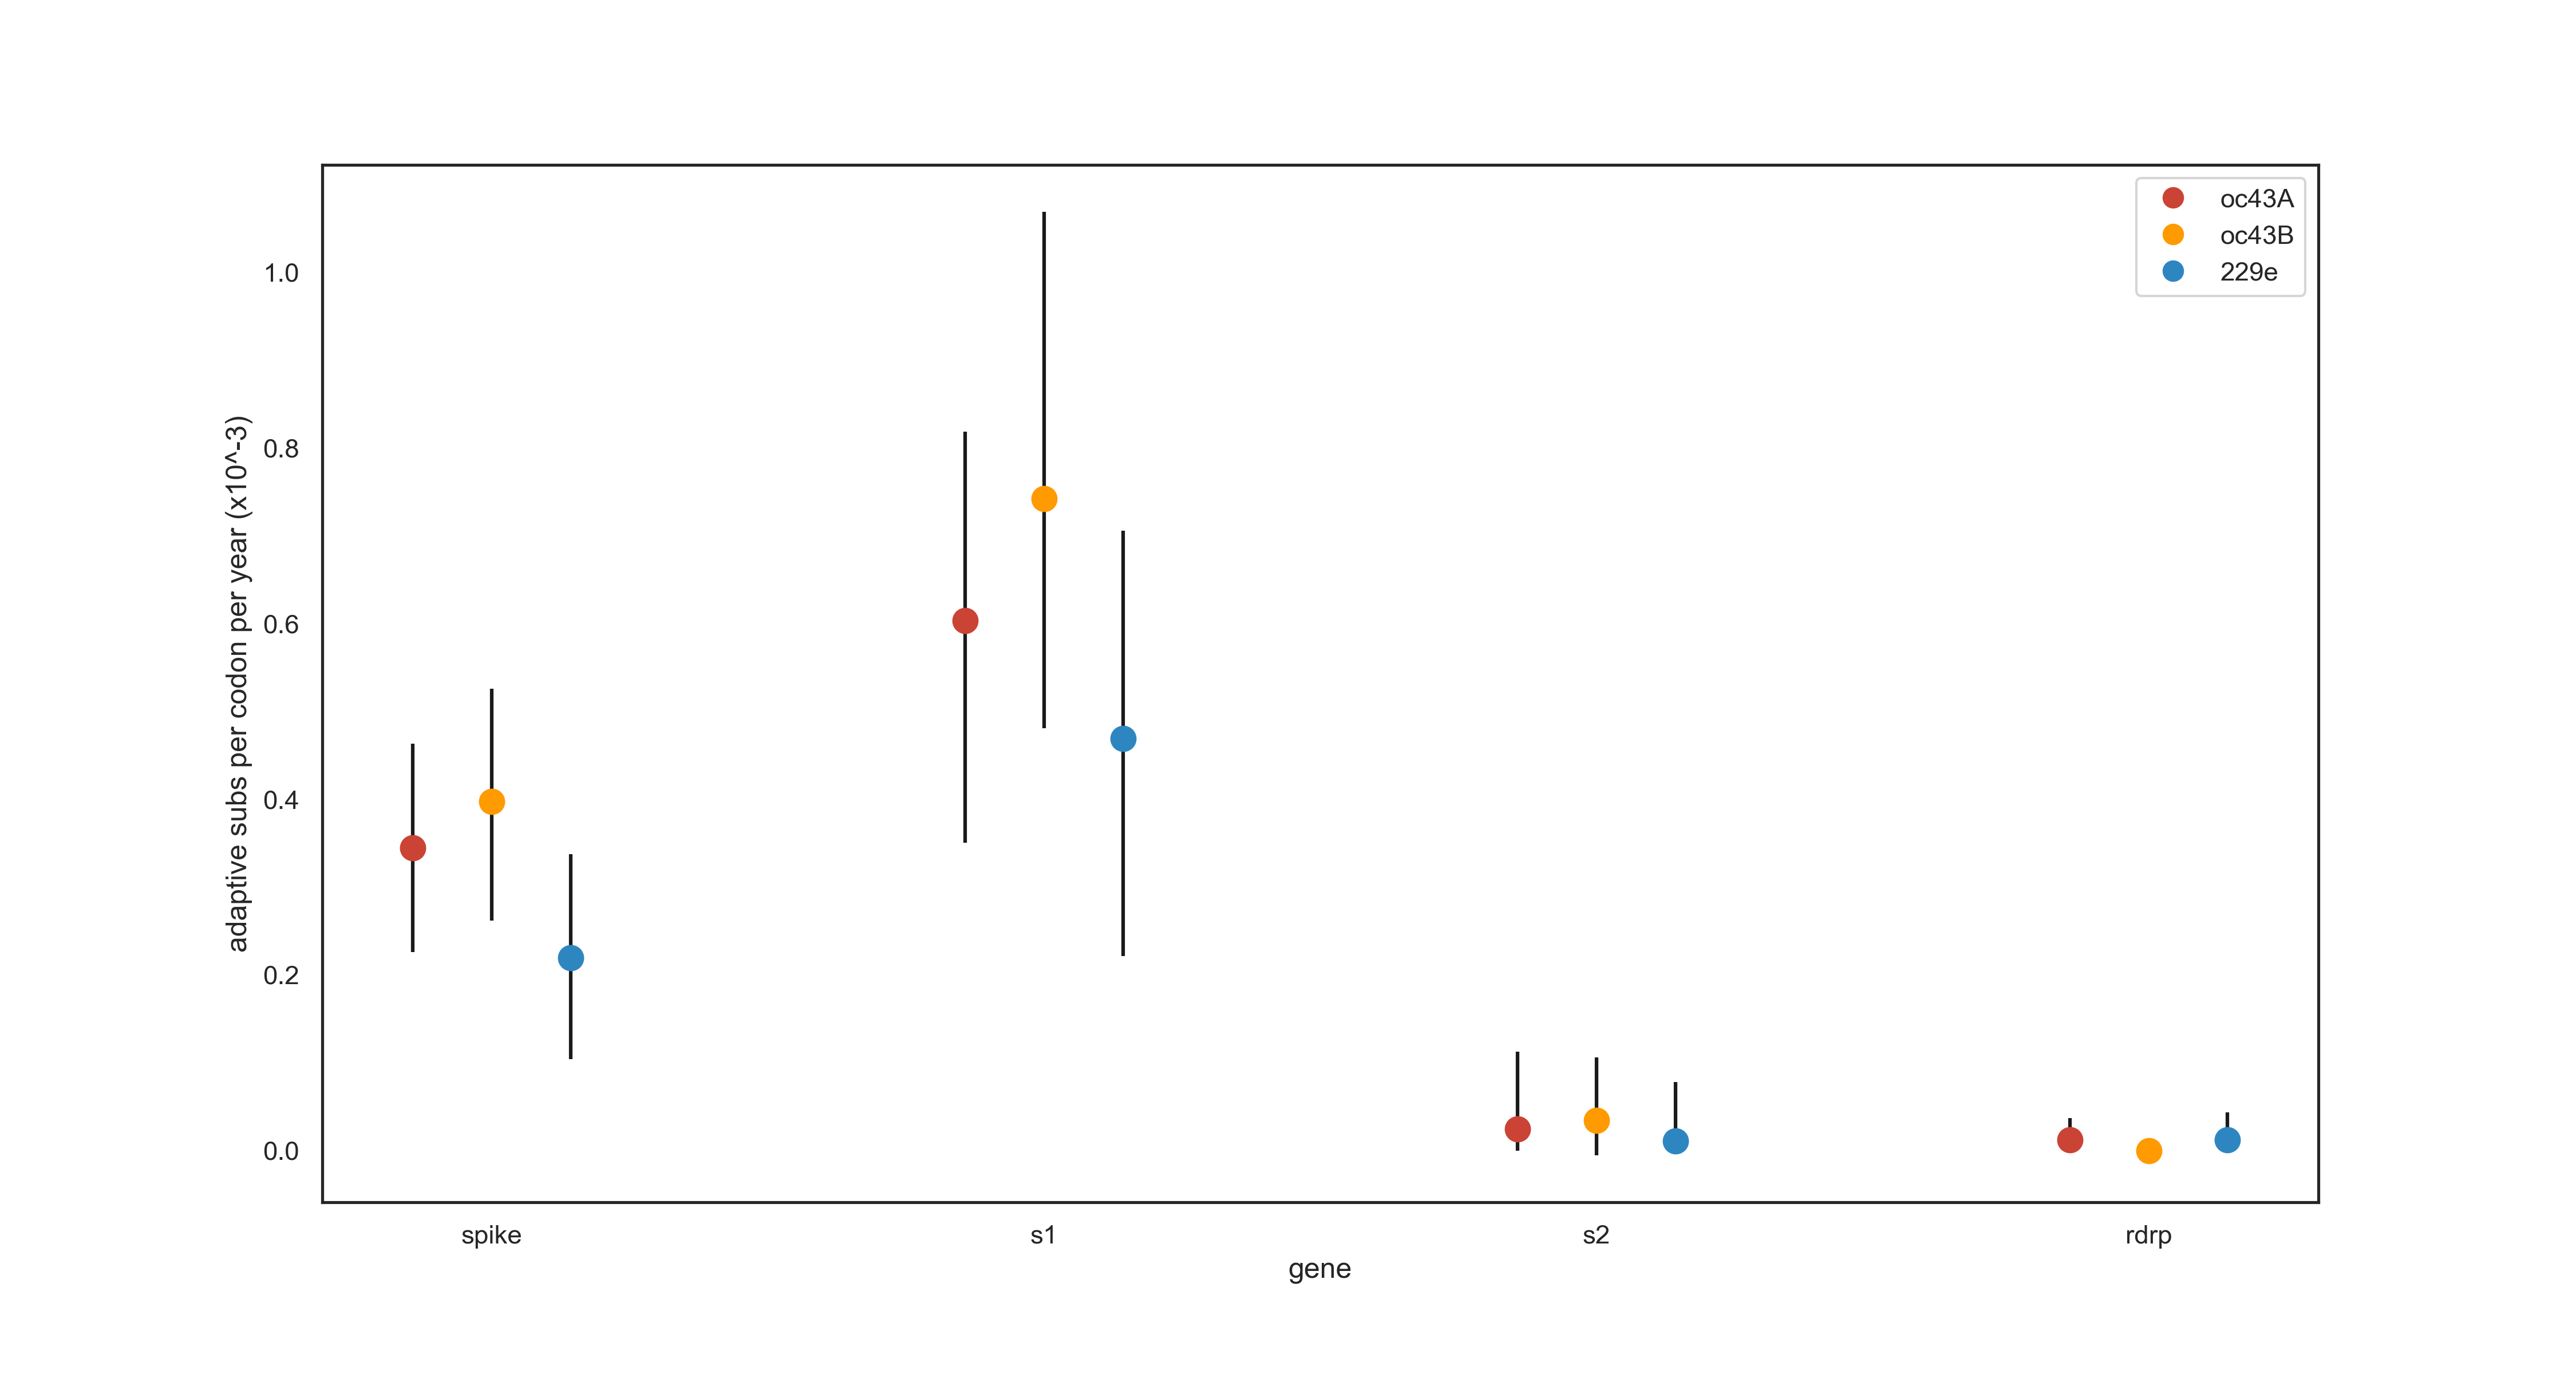 oc43A
oc43B
229e
1.0
0.8
0.6
0.4
0.2
0.0
adaptive subs per codon per year (x10^-3)
spike s1 s2 rdrp
gene